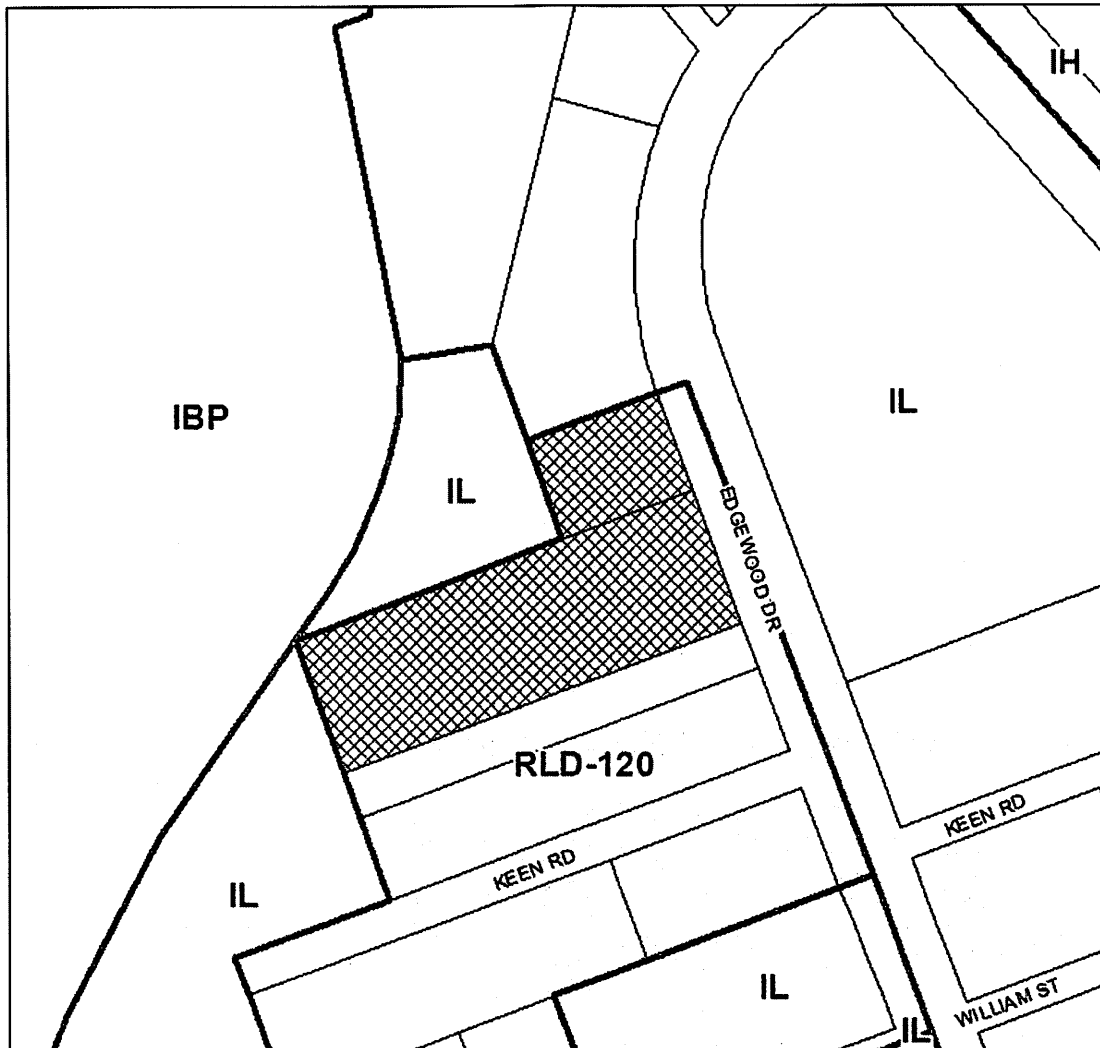 IH
IBP
IL
IL
EDGEWOOD DR
RLD-120
KEEN RD
KEEN RD
IL
IL
WILLIAM ST
IL